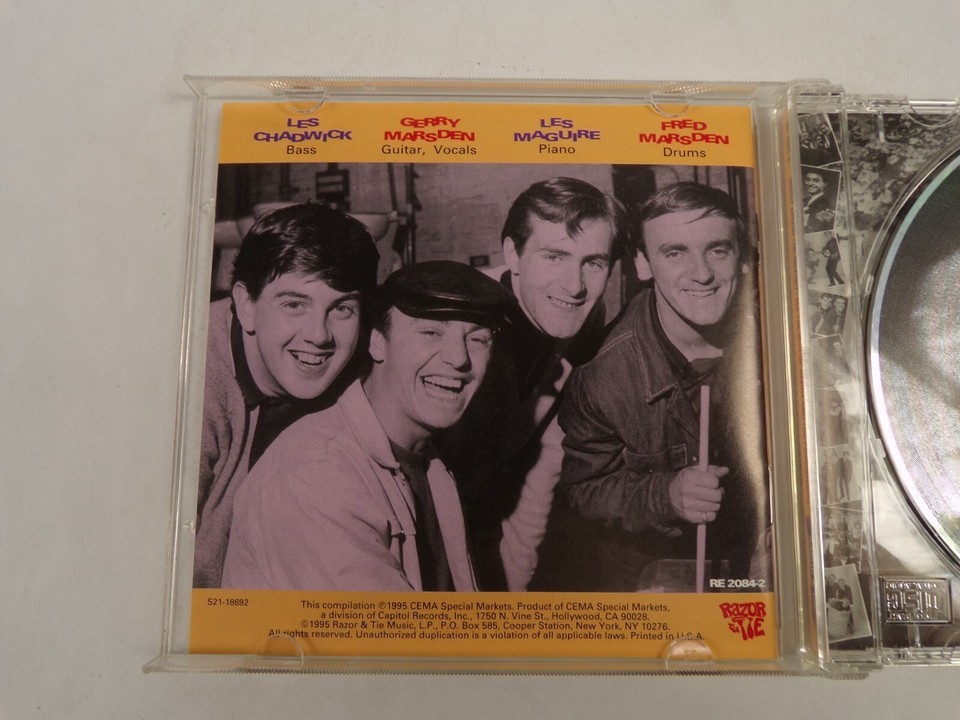 LES CHADWICK
Bass
GERRY MARSDEN
Guitar, Vocals
LES MAGUIRE
Piano
FRED MARSDEN
Drums
RE 2084-2
S21-18692
This compilation ℗1995 CEMA Special Markets. Product of CEMA Special Markets,
a division of Capitol Records, Inc., 1750 N. Vine St., Hollywood, CA 90028.
©1995 Razor & Tie Music, L.P., P.O. Box 585, Cooper Station, New York, NY 10276.
All rights reserved. Unauthorized duplication is a violation of all applicable laws. Printed in U.S.A.
RAZOR
& TIE